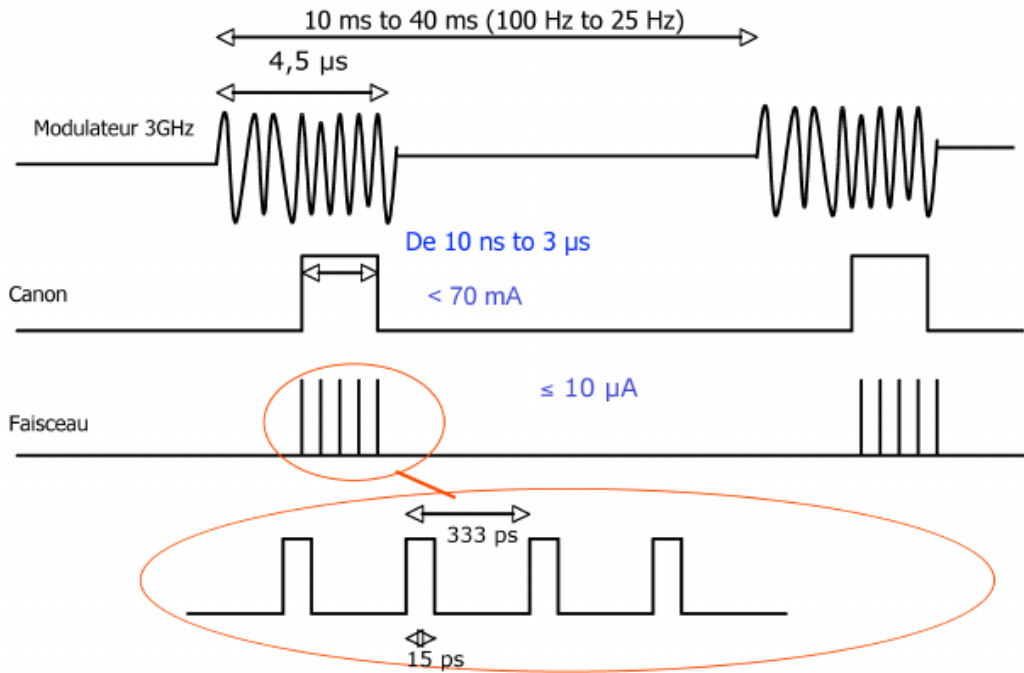 10 ms to 40 ms (100 Hz to 25 Hz)
4,5 µs
Modulateur 3GHz
De 10 ns to 3 µs
Canon
< 70 mA
≤ 10 µA
Faisceau
333 ps
15 ps